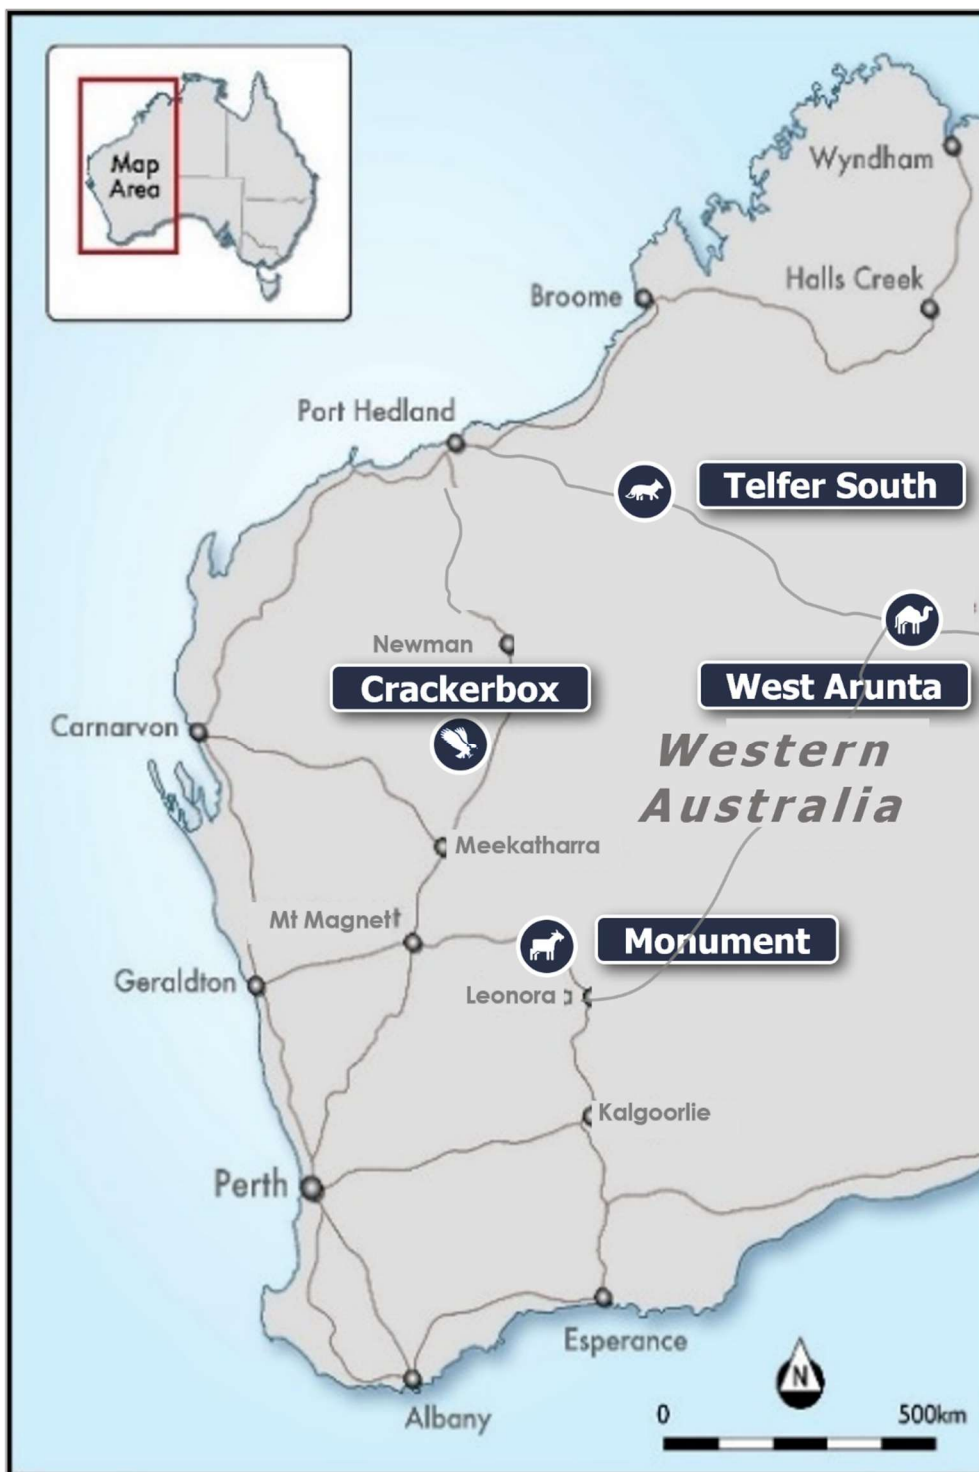 Map
Area
Wyndham
Halls Creek
Broome
Port Hedland
Telfer South
Newman
Crackerbox
West Arunta
Carnarvon
Western
Australia
Meekatharra
Mt Magnett
Monument
Geraldton
Leonora
Kalgoorlie
Perth
Esperance
Albany
N
0 500km